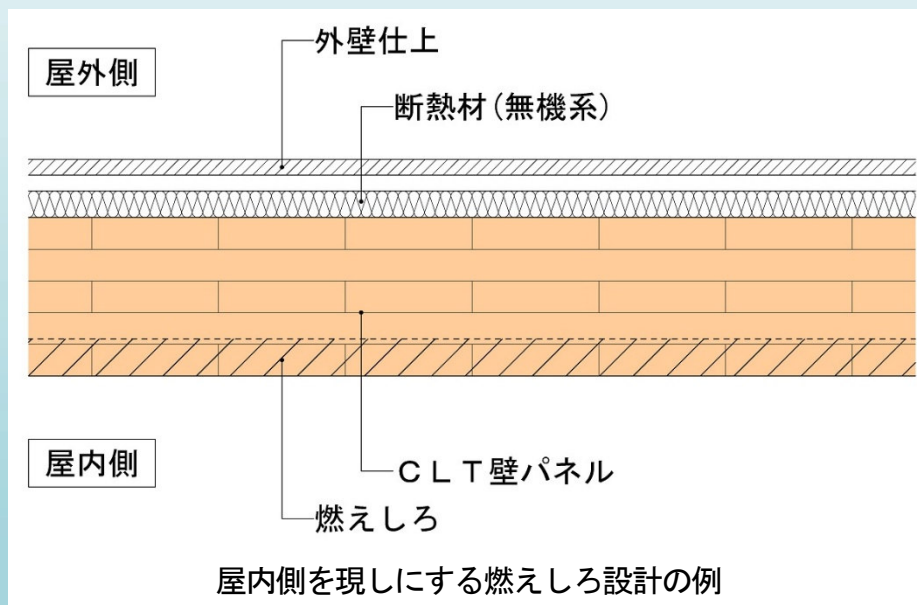 外壁仕上
屋外側
断熱材(無機系)
屋内側
CLT壁パネル
燃えしろ
屋内側を現しにする燃えしろ設計の例